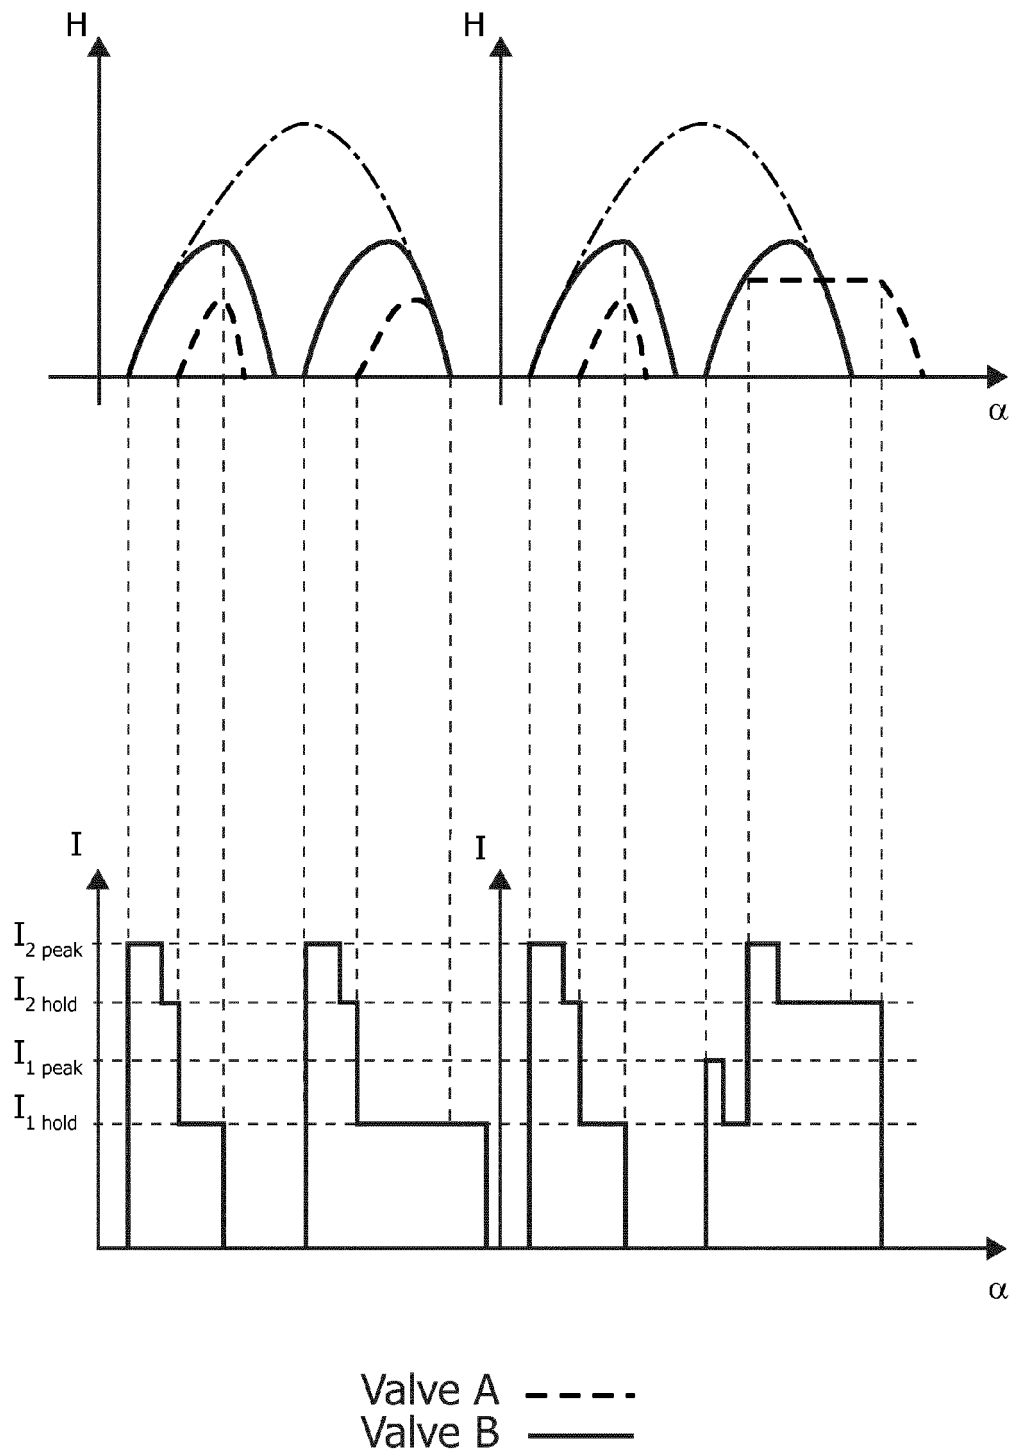 H H
α
I I
I2 peak
I2 hold
I1 peak
I1 hold
α
Valve A
Valve B